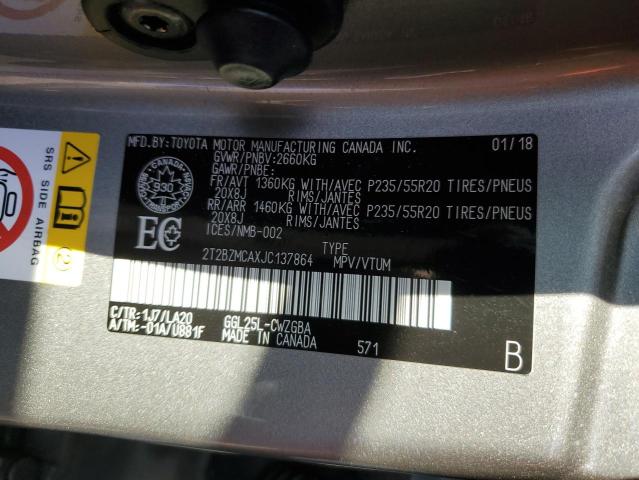 MFD.BY:TOYOTA MOTOR MANUFACTURING CANADA INC. 01/18
GVWR/PNBV:2660KG
GAWR/PNBE:
FR/AVT 1360KG WITH/AVEC P235/55R20 TIRES/PNEUS
20X8J RIMS/JANTES
RR/ARR 1460KG WITH/AVEC P235/55R20 TIRES/PNEUS
20X8J RIMS/JANTES
ICES/NMB-002
TYPE
2T2BZMCAXJC137864 MPV/VTUM
CANADA
930
TRANSPORT
EC
C/TR:1J7/LA20 GGL25L-CWZGBA
A/TM:-01A/U881F MADE IN CANADA 571
B
SRS SIDE AIRBAG